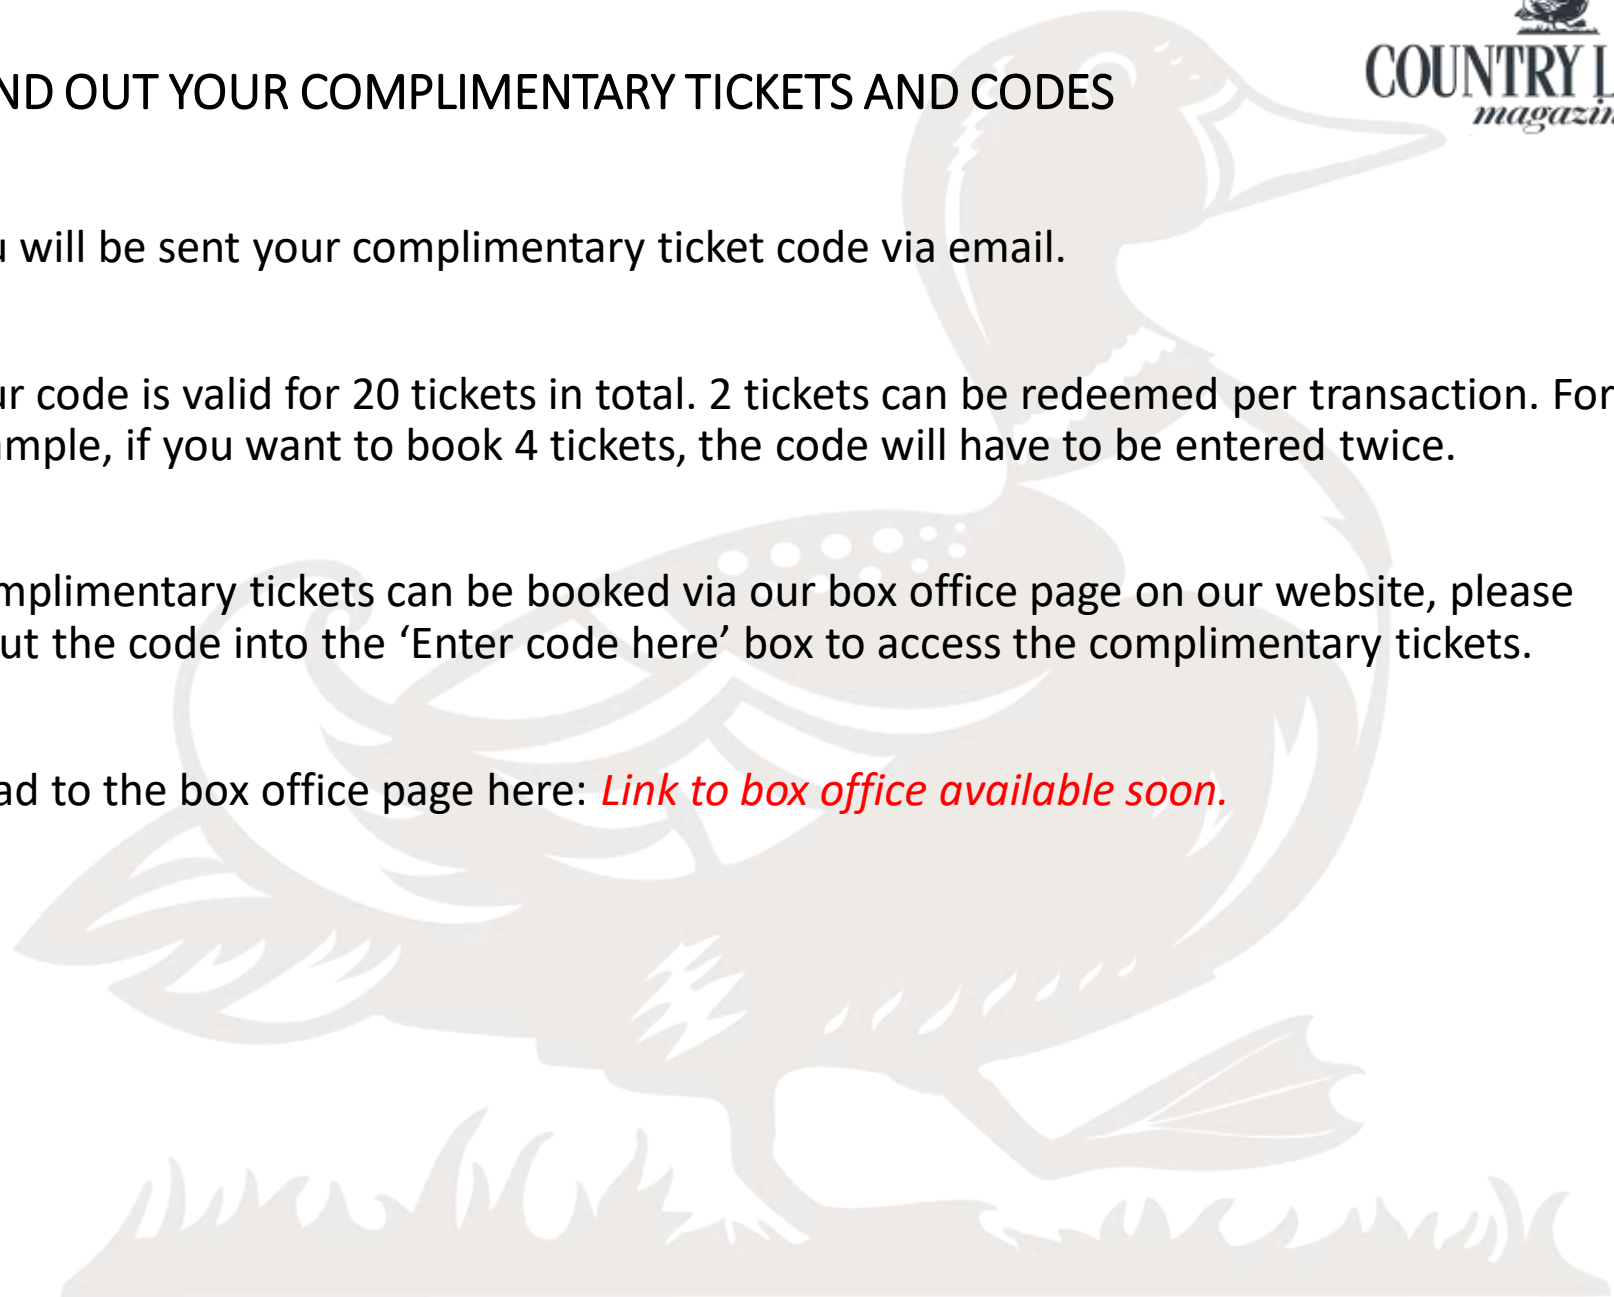 ND OUT YOUR COMPLIMENTARY TICKETS AND CODES
COUNTRY L
magazin
u will be sent your complimentary ticket code via email.
ur code is valid for 20 tickets in total. 2 tickets can be redeemed per transaction. For
ample, if you want to book 4 tickets, the code will have to be entered twice.
mplimentary tickets can be booked via our box office page on our website, please
ut the code into the ‘Enter code here’ box to access the complimentary tickets.
ad to the box office page here: Link to box office available soon.